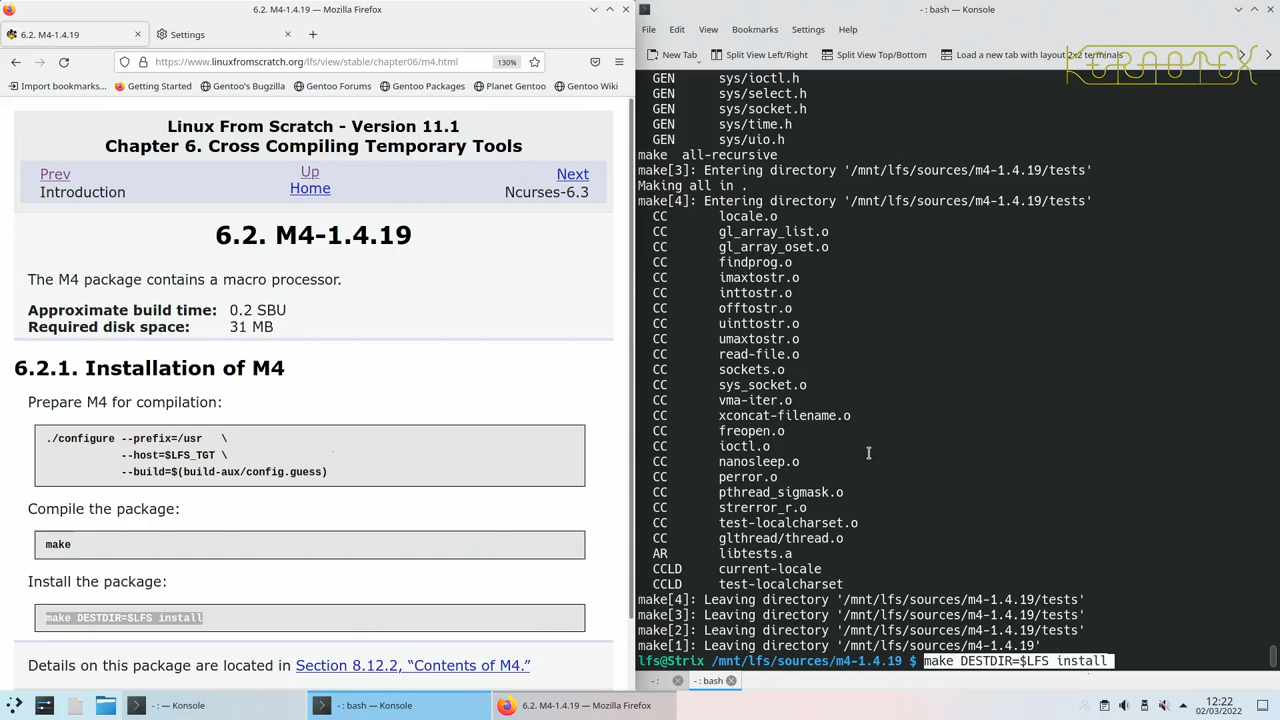 6.2. M4-1.4.19 — Mozilla Firefox
6.2. M4-1.4.19
Settings
https://www.linuxfromscratch.org/lfs/view/stable/chapter06/m4.html
130%
Import bookmarks...
Getting Started
Gentoo's Bugzilla
Gentoo Forums
Gentoo Packages
Planet Gentoo
Gentoo Wiki
Linux From Scratch - Version 11.1
Chapter 6. Cross Compiling Temporary Tools
Prev
Up
Next
Introduction
Home
Ncurses-6.3
6.2. M4-1.4.19
The M4 package contains a macro processor.
Approximate build time: 0.2 SBU
Required disk space: 31 MB
6.2.1. Installation of M4
Prepare M4 for compilation:
./configure --prefix=/usr \
--host=$LFS_TGT \
--build=$(build-aux/config.guess)
Compile the package:
make
Install the package:
make DESTDIR=$LFS install
Details on this package are located in Section 8.12.2, “Contents of M4.”
- : bash — Konsole
File Edit View Bookmarks Settings Help
New Tab Split View Left/Right Split View Top/Bottom Load a new tab with layout 2x2 terminals
KERNOTEX
GEN sys/ioctl.h
GEN sys/select.h
GEN sys/socket.h
GEN sys/time.h
GEN sys/uio.h
make all-recursive
make[3]: Entering directory '/mnt/lfs/sources/m4-1.4.19/tests'
Making all in .
make[4]: Entering directory '/mnt/lfs/sources/m4-1.4.19/tests'
CC locale.o
CC gl_array_list.o
CC gl_array_oset.o
CC findprog.o
CC imaxtostr.o
CC inttostr.o
CC offtostr.o
CC uinttostr.o
CC umaxtostr.o
CC read-file.o
CC sockets.o
CC sys_socket.o
CC vma-iter.o
CC xconcat-filename.o
CC freopen.o
CC ioctl.o
CC nanosleep.o
CC perror.o
CC pthread_sigmask.o
CC strerror_r.o
CC test-localcharset.o
CC glthread/thread.o
AR libtests.a
CCLD current-locale
CCLD test-localcharset
make[4]: Leaving directory '/mnt/lfs/sources/m4-1.4.19/tests'
make[3]: Leaving directory '/mnt/lfs/sources/m4-1.4.19/tests'
make[2]: Leaving directory '/mnt/lfs/sources/m4-1.4.19/tests'
make[1]: Leaving directory '/mnt/lfs/sources/m4-1.4.19'
lfs@Strix /mnt/lfs/sources/m4-1.4.19 $ make DESTDIR=$LFS install
- :
- : bash
- : — Konsole
- : bash — Konsole
6.2. M4-1.4.19 — Mozilla Firefox
12:22
02/03/2022